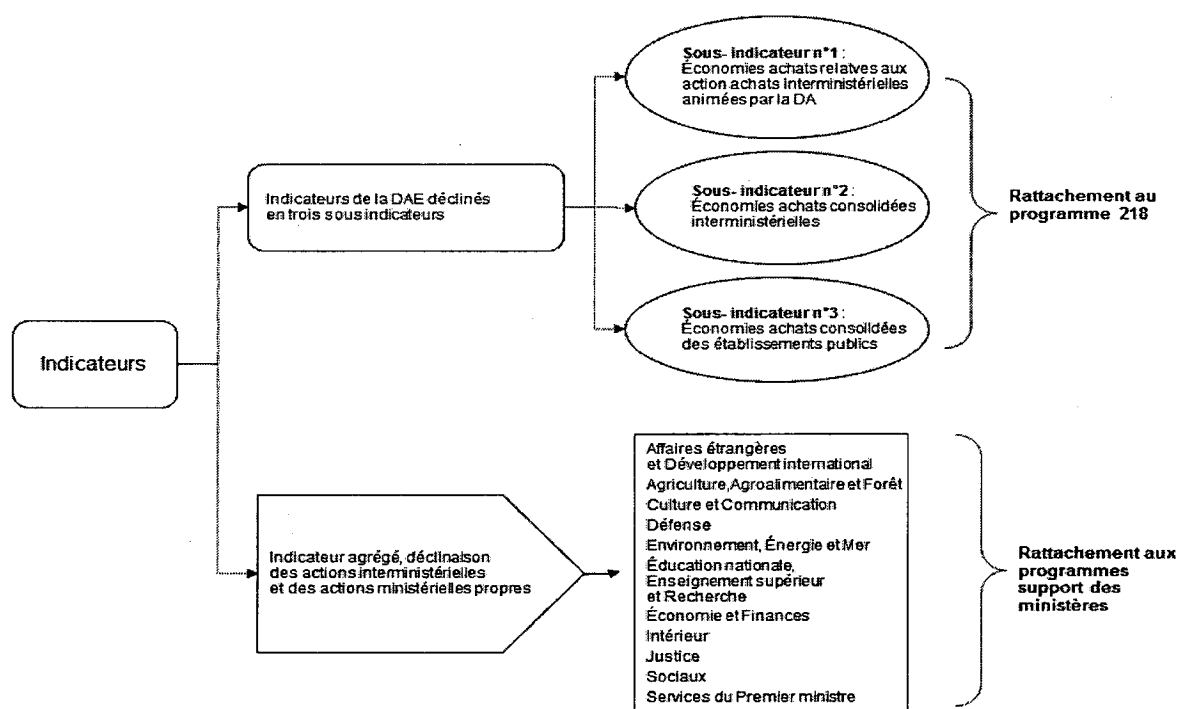 Sous- indicateur n°1 :
Économies achats relatves aux
action achats interministérielles
animées par la DA
Indicateurs de la DAE déclinés
en trois sous indicateurs
Sous- indicateur n°2 :
Économies achats consolidées
interministérielles
Rattachement au
programme 218
Sous- indicateur n°3 :
Économies achats consolidées
des établissements publics
Indicateurs
Indicateur agrégé, déclinaison
des actions interministérielles
et des actions ministérielles propres
Affaires étrangères
et Développement international
Agriculture, Agroalimentaire et Forêt
Culture et Communication
Défense
Environnement, Énergie et Mer
Éducation nationale,
Enseignement supérieur
et Recherche
Économie et Finances
Intérieur
Justice
Sociaux
Services du Premier ministre
Rattachement aux
programmes
support des
ministères